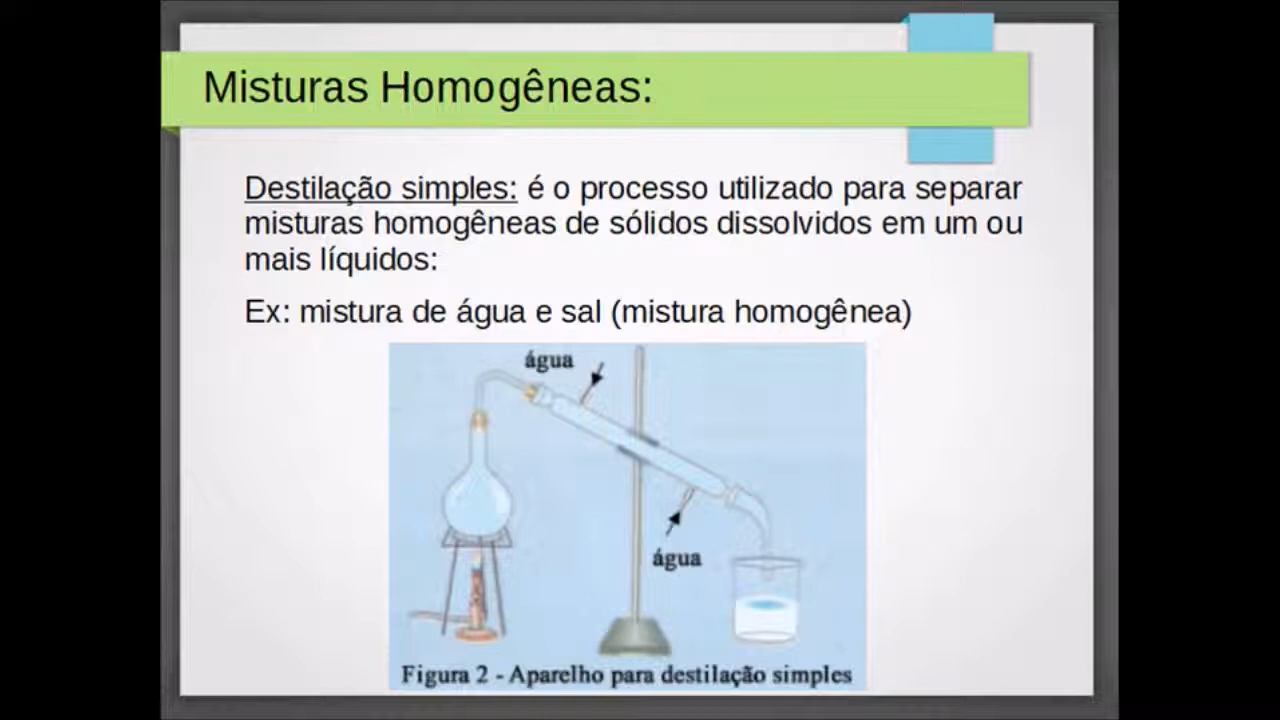 Misturas Homogêneas:
Destilação simples: é o processo utilizado para separar
misturas homogêneas de sólidos dissolvidos em um ou
mais líquidos:
Ex: mistura de água e sal (mistura homogênea)
água
água
Figura 2 - Aparelho para destilação simples